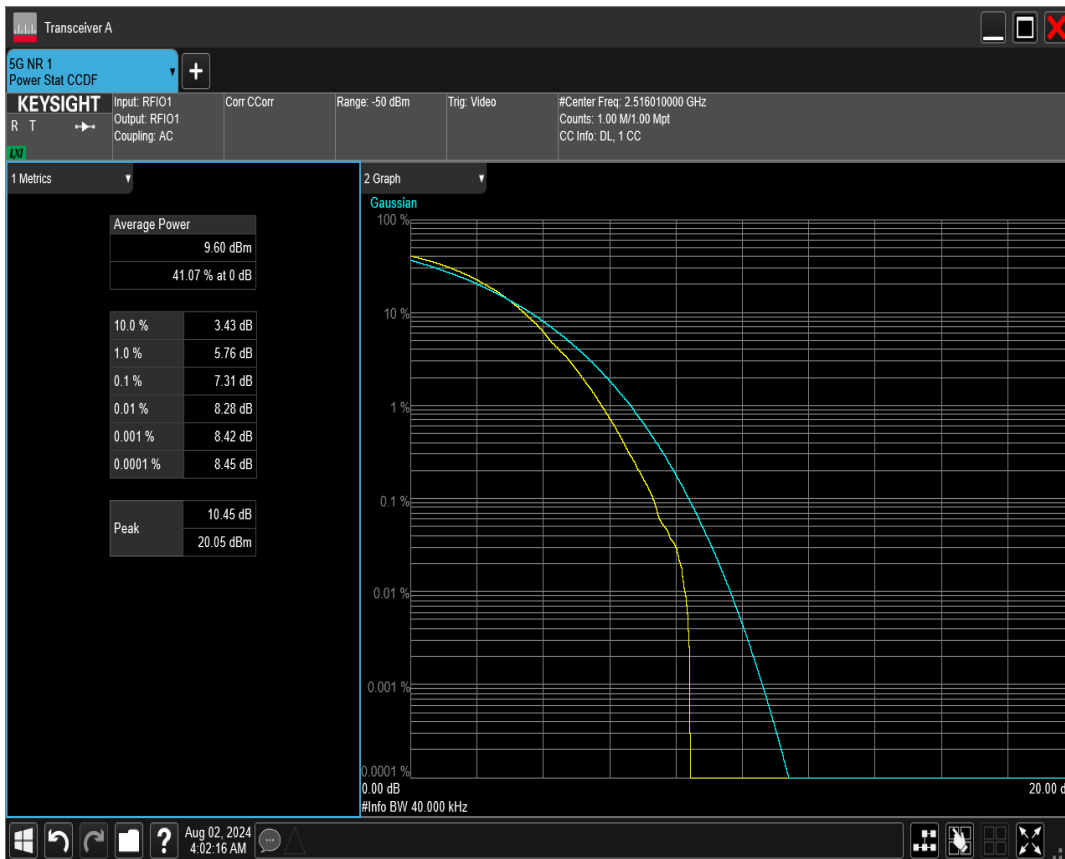 Transceiver A
5G NR 1
Power Stat CCDF
KEYSIGHT
R T
LXI
Input: RFIO1
Output: RFIO1
Coupling: AC
Corr CCorr
Range: -50 dBm
Trig: Video
#Center Freq: 2.516010000 GHz
Counts: 1.00 M/1.00 Mpt
CC Info: DL, 1 CC
1 Metrics
Average Power
9.60 dBm
41.07 % at 0 dB
10.0 % 3.43 dB
1.0 % 5.76 dB
0.1 % 7.31 dB
0.01 % 8.28 dB
0.001 % 8.42 dB
0.0001 % 8.45 dB
Peak
10.45 dB
20.05 dBm
2 Graph
Gaussian
100 %
10 %
1 %
0.1 %
0.01 %
0.001 %
0.0001 %
0.00 dB
20.00 d
#Info BW 40.000 kHz
?
Aug 02, 2024
4:02:16 AM